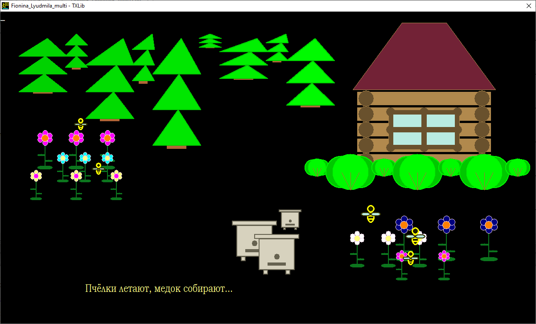 Fionina_Lyudmila_multi - TXLib
Пчёлки летают, медок собирают...